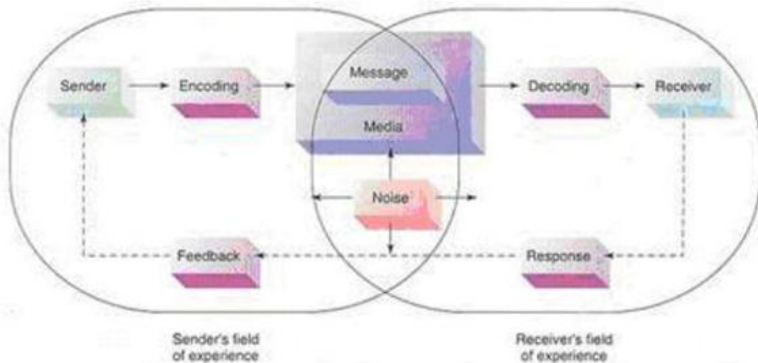 Sender
Encoding
Message
Media
Decoding
Receiver
Noise
Feedback
Response
Sender's field
of experience
Receiver's field
of experience